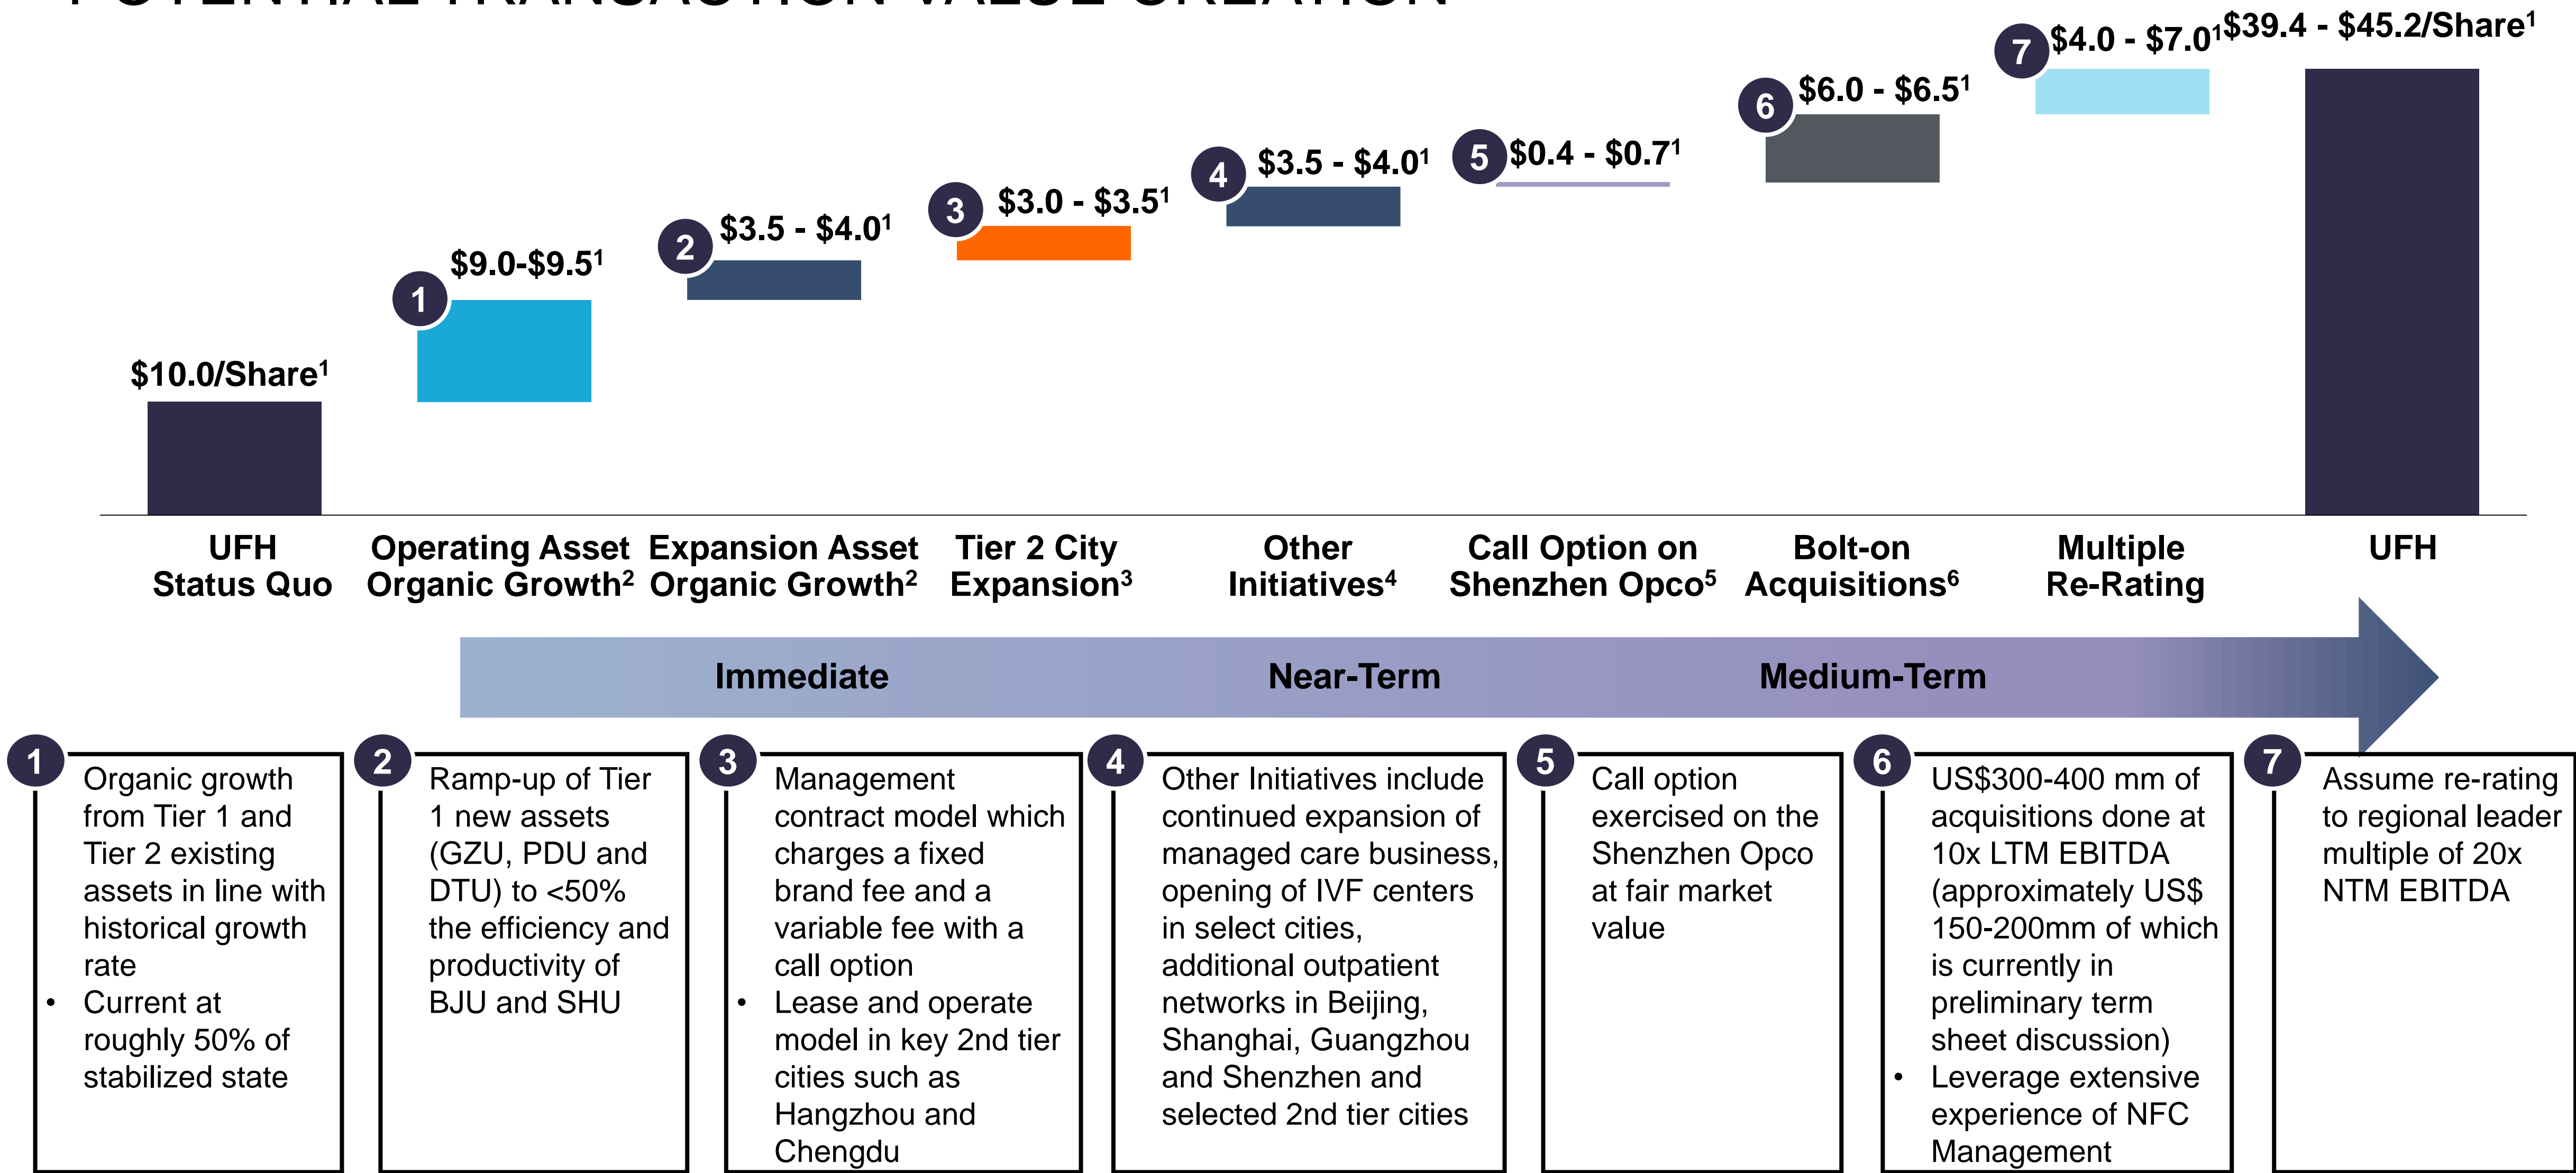 POTENTIAL TRANSACTION VALUE CREATION
$10.0/Share¹
1
$9.0-$9.5¹
2
$3.5 - $4.0¹
3
$3.0 - $3.5¹
4
$3.5 - $4.0¹
5
$0.4 - $0.7¹
6
$6.0 - $6.5¹
7
$4.0 - $7.0¹
$39.4 - $45.2/Share¹
UFH
Status Quo
Operating Asset
Organic Growth²
Expansion Asset
Organic Growth²
Tier 2 City
Expansion³
Other
Initiatives⁴
Call Option on
Shenzhen Opco⁵
Bolt-on
Acquisitions⁶
Multiple
Re-Rating
UFH
Immediate
Near-Term
Medium-Term
1
Organic growth
from Tier 1 and
Tier 2 existing
assets in line with
historical growth
rate
• Current at
roughly 50% of
stabilized state
2
Ramp-up of Tier
1 new assets
(GZU, PDU and
DTU) to <50%
the efficiency and
productivity of
BJU and SHU
3
Management
contract model which
charges a fixed
brand fee and a
variable fee with a
call option
• Lease and operate
model in key 2nd tier
cities such as
Hangzhou and
Chengdu
4
Other Initiatives include
continued expansion of
managed care business,
opening of IVF centers
in select cities,
additional outpatient
networks in Beijing,
Shanghai, Guangzhou
and Shenzhen and
selected 2nd tier cities
5
Call option
exercised on the
Shenzhen Opco
at fair market
value
6
US$300-400 mm of
acquisitions done at
10x LTM EBITDA
(approximately US$
150-200mm of which
is currently in
preliminary term
sheet discussion)
• Leverage extensive
experience of NFC
Management
7
Assume re-rating
to regional leader
multiple of 20x
NTM EBITDA